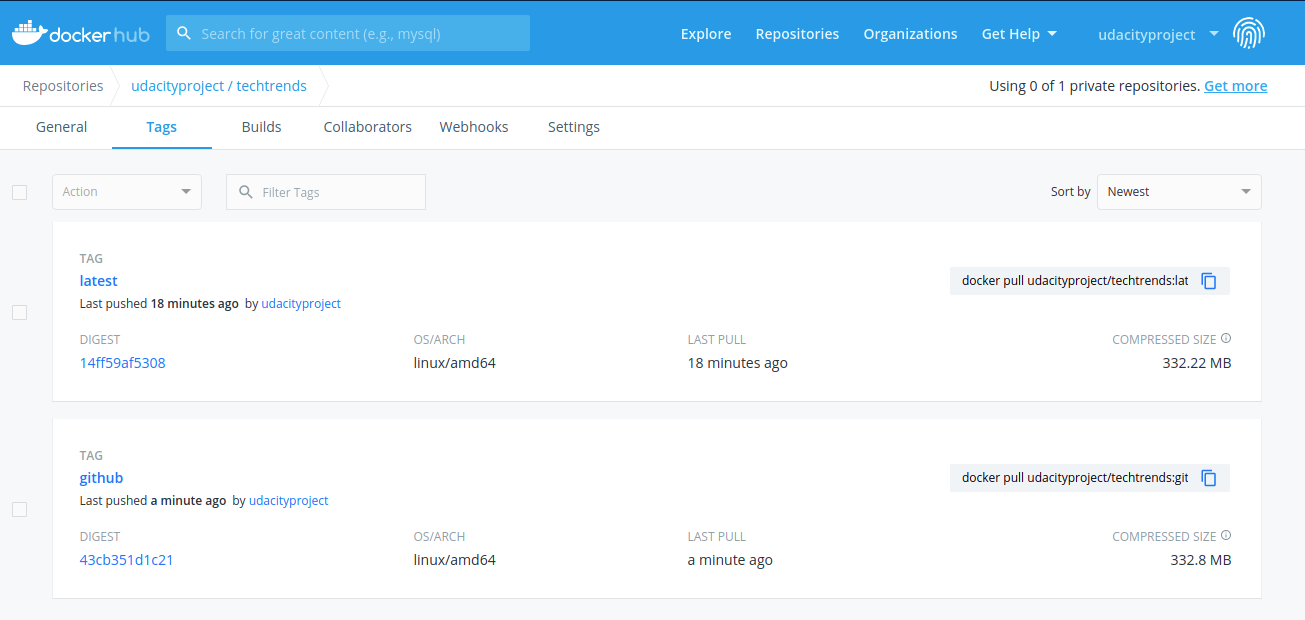 docker hub
Search for great content (e.g., mysql)
Explore Repositories Organizations Get Help udacityproject
Repositories udacityproject / techtrends Using 0 of 1 private repositories. Get more
General Tags Builds Collaborators Webhooks Settings
Action Filter Tags Sort by Newest
TAG
latest docker pull udacityproject/techtrends:lat
Last pushed 18 minutes ago by udacityproject
DIGEST OS/ARCH LAST PULL COMPRESSED SIZE
14ff59af5308 linux/amd64 18 minutes ago 332.22 MB
TAG
github docker pull udacityproject/techtrends:git
Last pushed a minute ago by udacityproject
DIGEST OS/ARCH LAST PULL COMPRESSED SIZE
43cb351d1c21 linux/amd64 a minute ago 332.8 MB